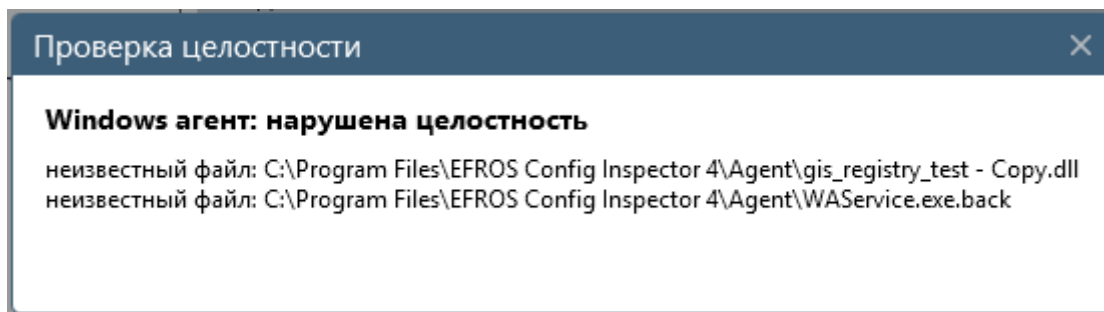 Проверка целостности
Windows агент: нарушена целостность
неизвестный файл: C:\Program Files\EFROS Config Inspector 4\Agent\gis_registry_test - Copy.dll
неизвестный файл: C:\Program Files\EFROS Config Inspector 4\Agent\WAService.exe.back